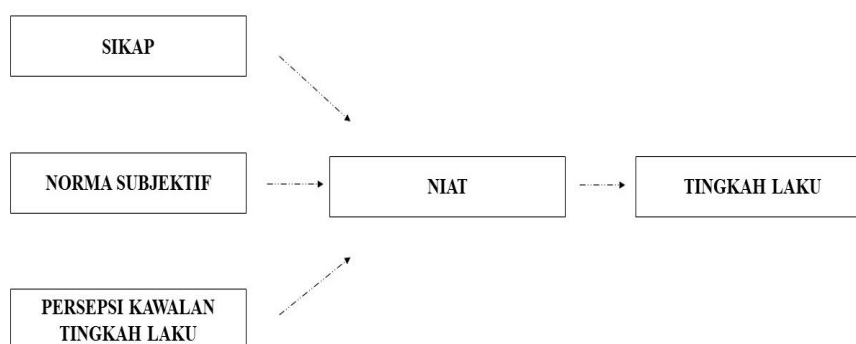 SIKAP
NORMA SUBJEKTIF
NIAT
TINGKAH LAKU
PERSEPSI KAWALAN
TINGKAH LAKU